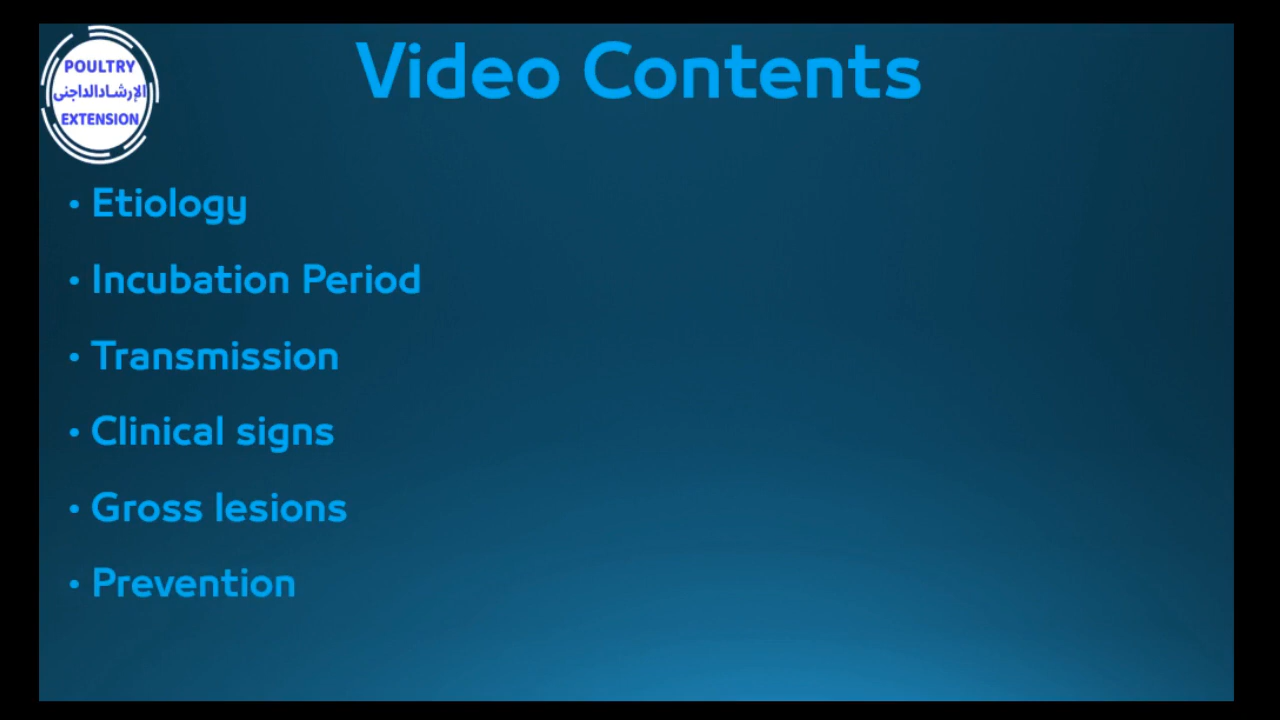 POULTRY
الإرشادالداجنى
EXTENSION
Video Contents
• Etiology
• Incubation Period
• Transmission
• Clinical signs
• Gross lesions
• Prevention